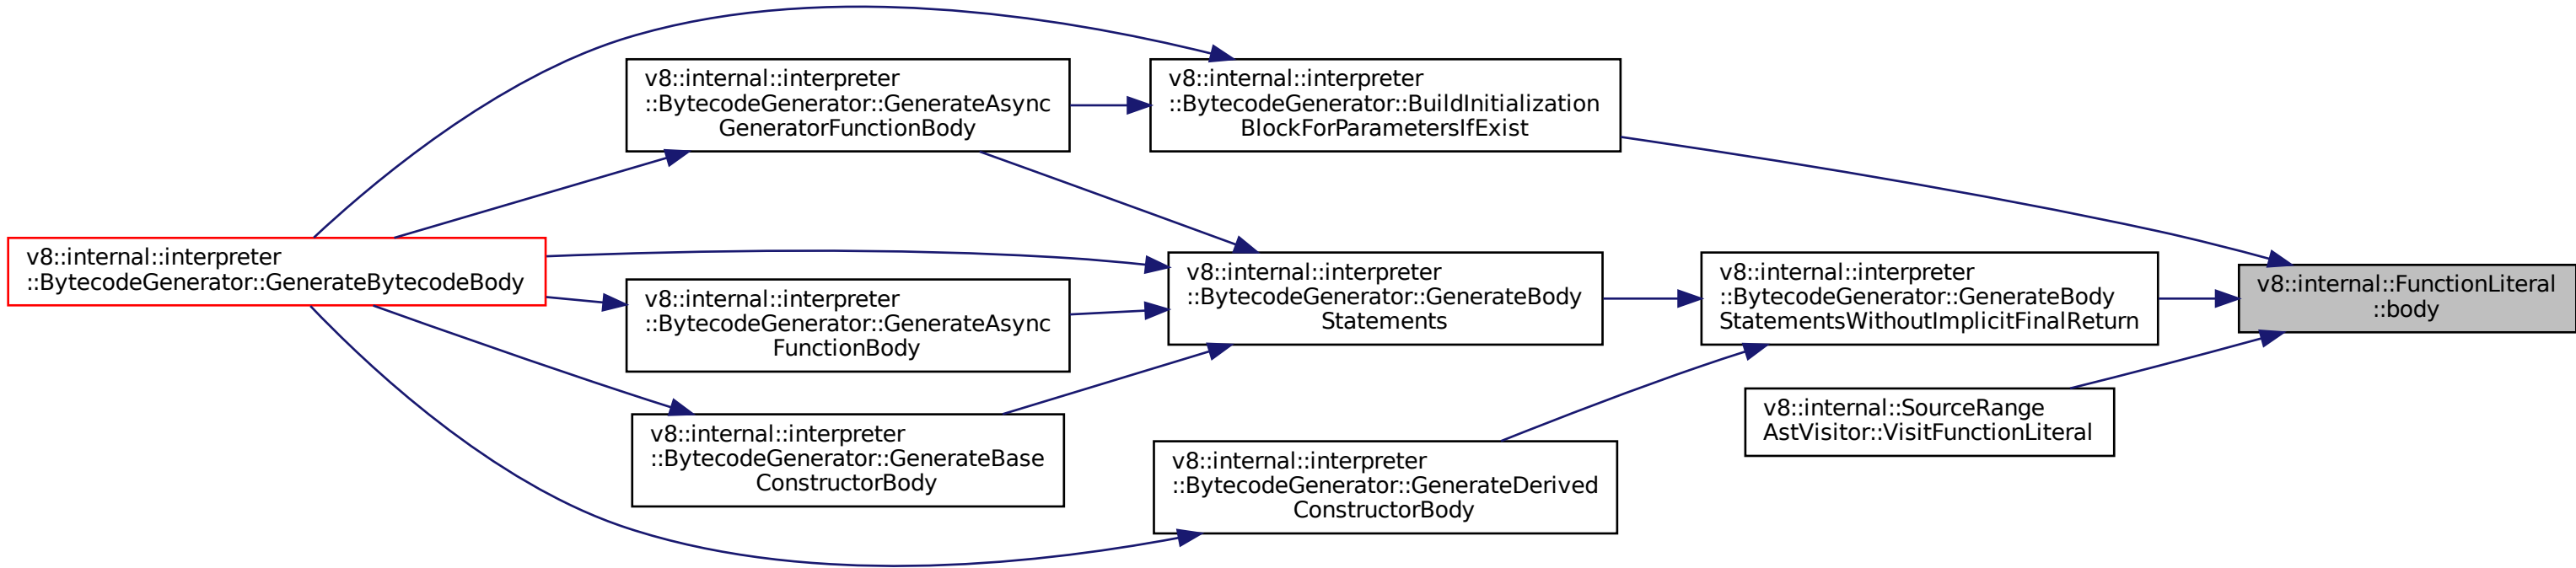 v8::internal::interpreter
::BytecodeGenerator::GenerateBytecodeBody
v8::internal::interpreter
::BytecodeGenerator::GenerateAsync
GeneratorFunctionBody
v8::internal::interpreter
::BytecodeGenerator::GenerateAsync
FunctionBody
v8::internal::interpreter
::BytecodeGenerator::GenerateBase
ConstructorBody
v8::internal::interpreter
::BytecodeGenerator::BuildInitialization
BlockForParametersIfExist
v8::internal::interpreter
::BytecodeGenerator::GenerateBody
Statements
v8::internal::interpreter
::BytecodeGenerator::GenerateDerived
ConstructorBody
v8::internal::interpreter
::BytecodeGenerator::GenerateBody
StatementsWithoutImplicitFinalReturn
v8::internal::SourceRange
AstVisitor::VisitFunctionLiteral
v8::internal::FunctionLiteral
::body